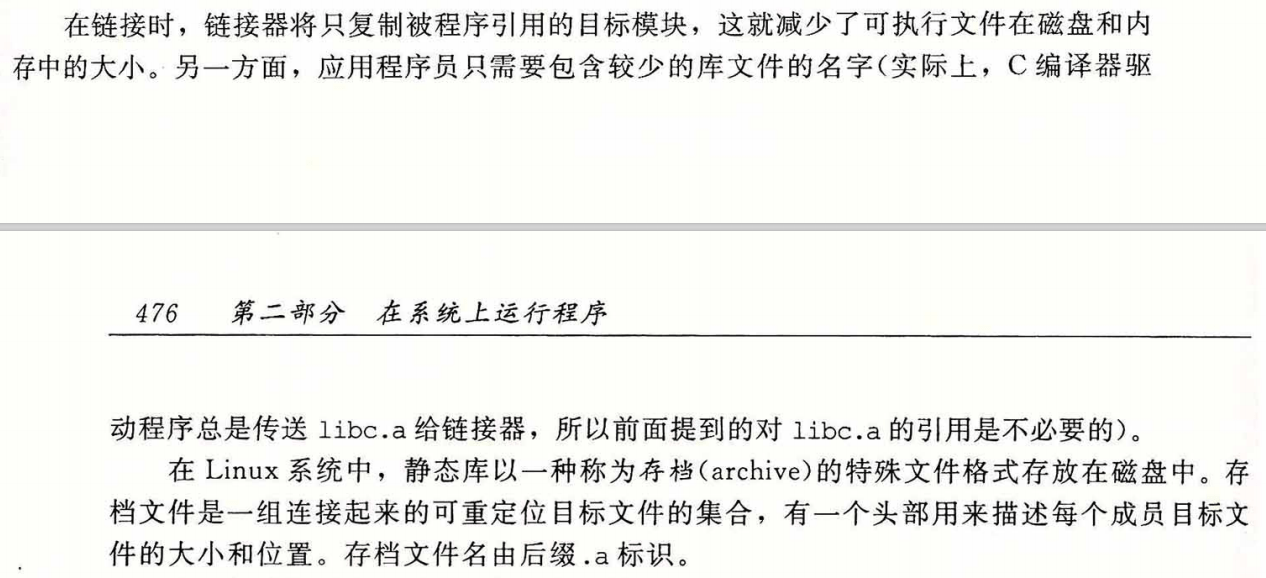 在链接时，链接器将只复制被程序引用的目标模块，这就减少了可执行文件在磁盘和内
存中的大小。另一方面，应用程序员只需要包含较少的库文件的名字(实际上，C 编译器驱
476 第二部分 在系统上运行程序
动程序总是传送 libc.a 给链接器，所以前面提到的对 libc.a 的引用是不必要的)。
在 Linux 系统中，静态库以一种称为存档(archive)的特殊文件格式存放在磁盘中。存
档文件是一组连接起来的可重定位目标文件的集合，有一个头部用来描述每个成员目标文
件的大小和位置。存档文件名由后缀.a 标识。